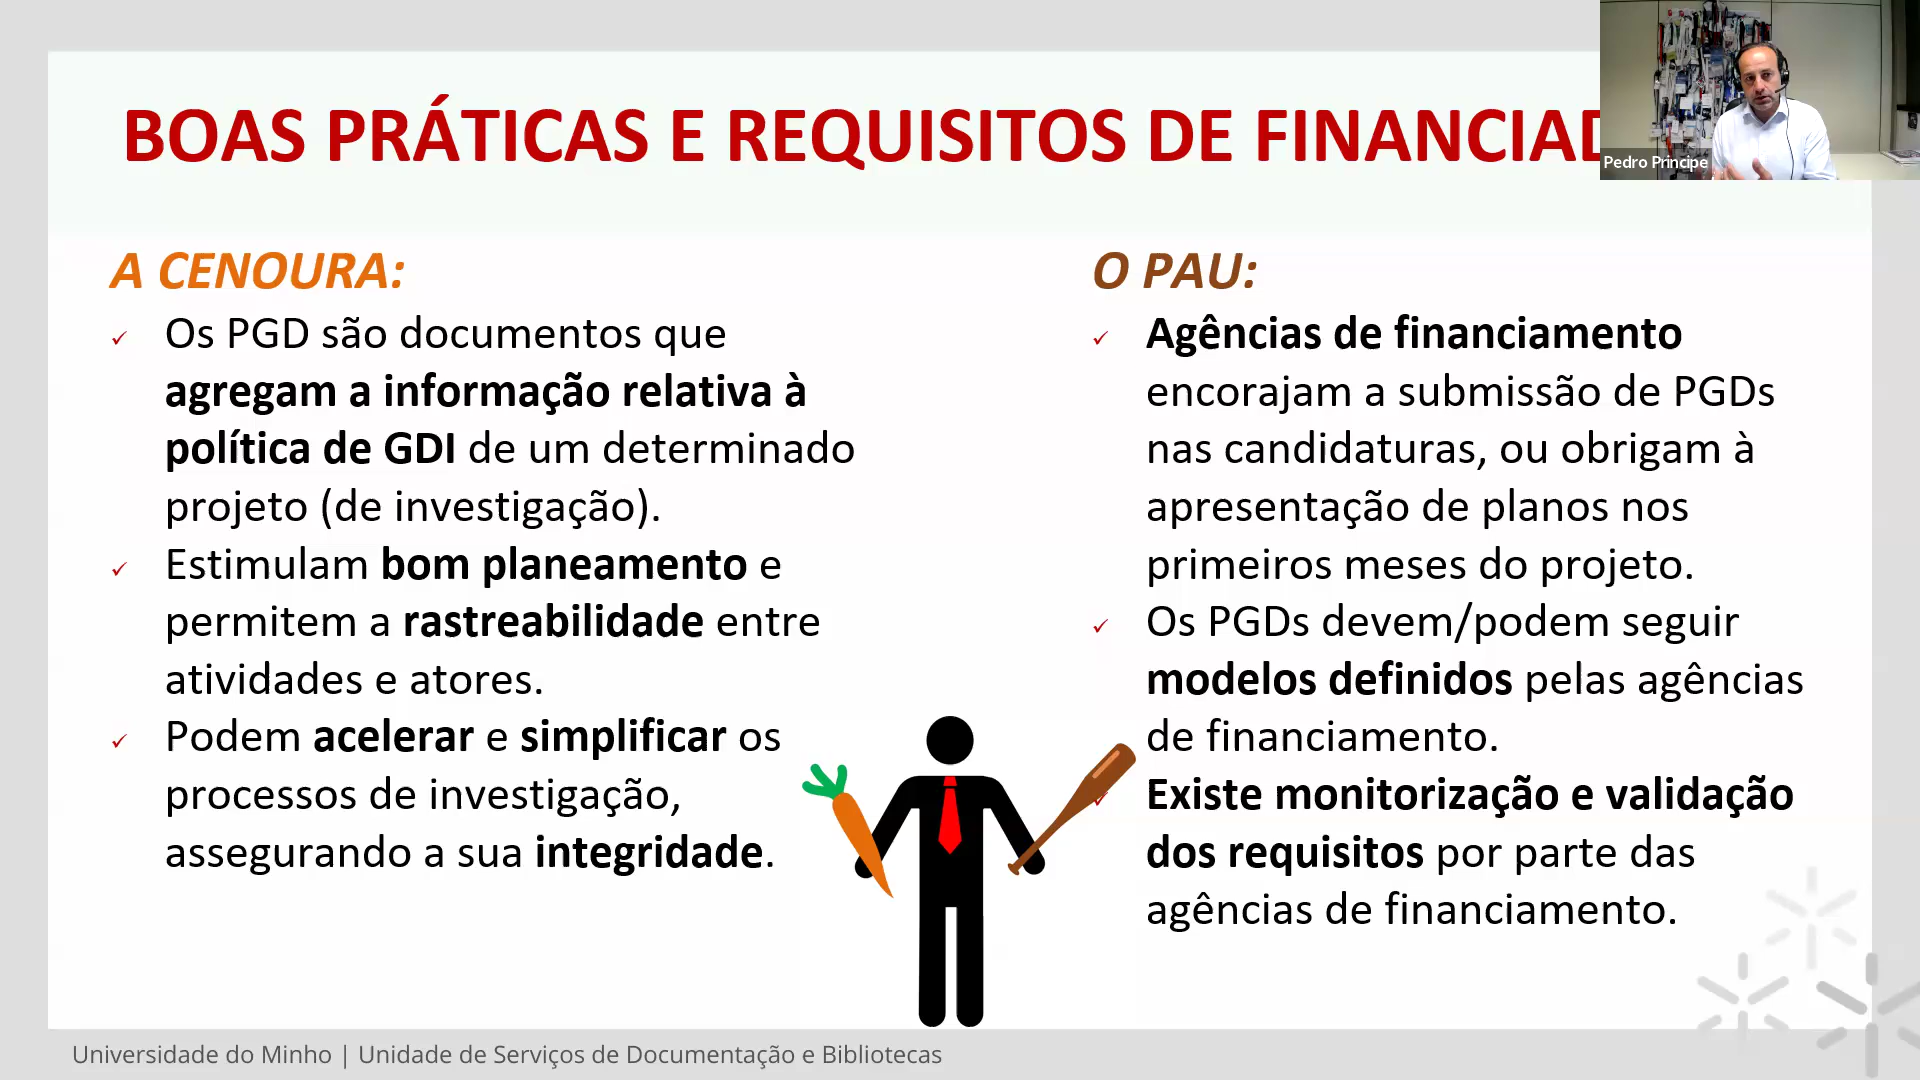 BOAS PRÁTICAS E REQUISITOS DE
Pedro Principe
A CENOURA:
Os PGD são documentos que
agregam a informação relativa à
política de GDI de um determinado
projeto (de investigação).
Estimulam bom planeamento e
permitem a rastreabilidade entre
atividades e atores.
Podem acelerar e simplificar os
processos de investigação,
assegurando a sua integridade.
O PAU:
Agências de financiamento
encorajam a submissão de PGDs
nas candidaturas, ou obrigam à
apresentação de planos nos
primeiros meses do projeto.
Os PGDs devem/podem seguir
modelos definidos pelas agências
de financiamento.
Existe monitorização e validação
dos requisitos por parte das
agências de financiamento.
Universidade do Minho | Unidade de Serviços de Documentação e Bibliotecas